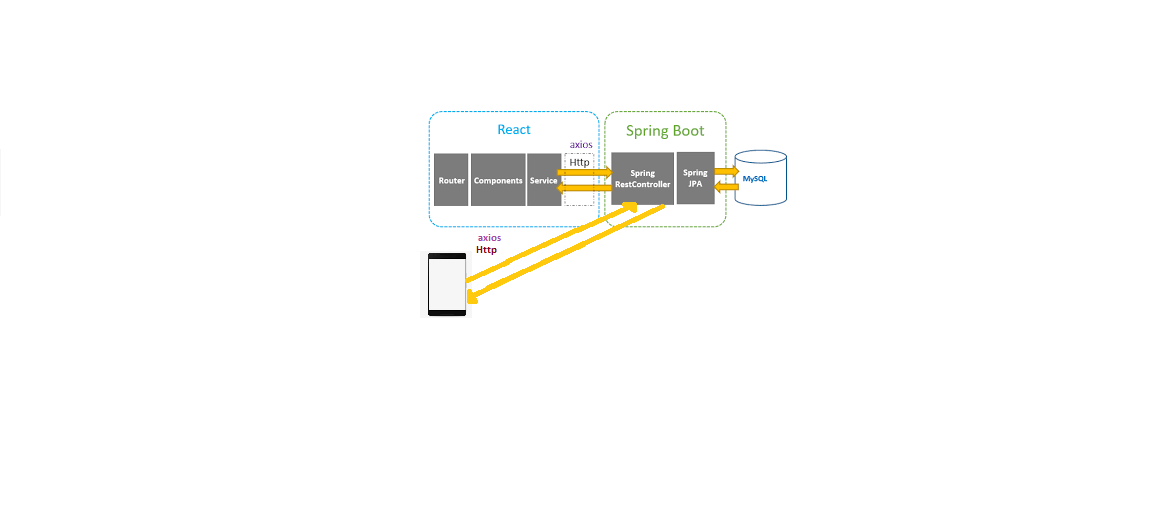 React
Spring Boot
axios
Http
Router
Components
Service
Spring
RestController
Spring
JPA
MySQL
axios
Http